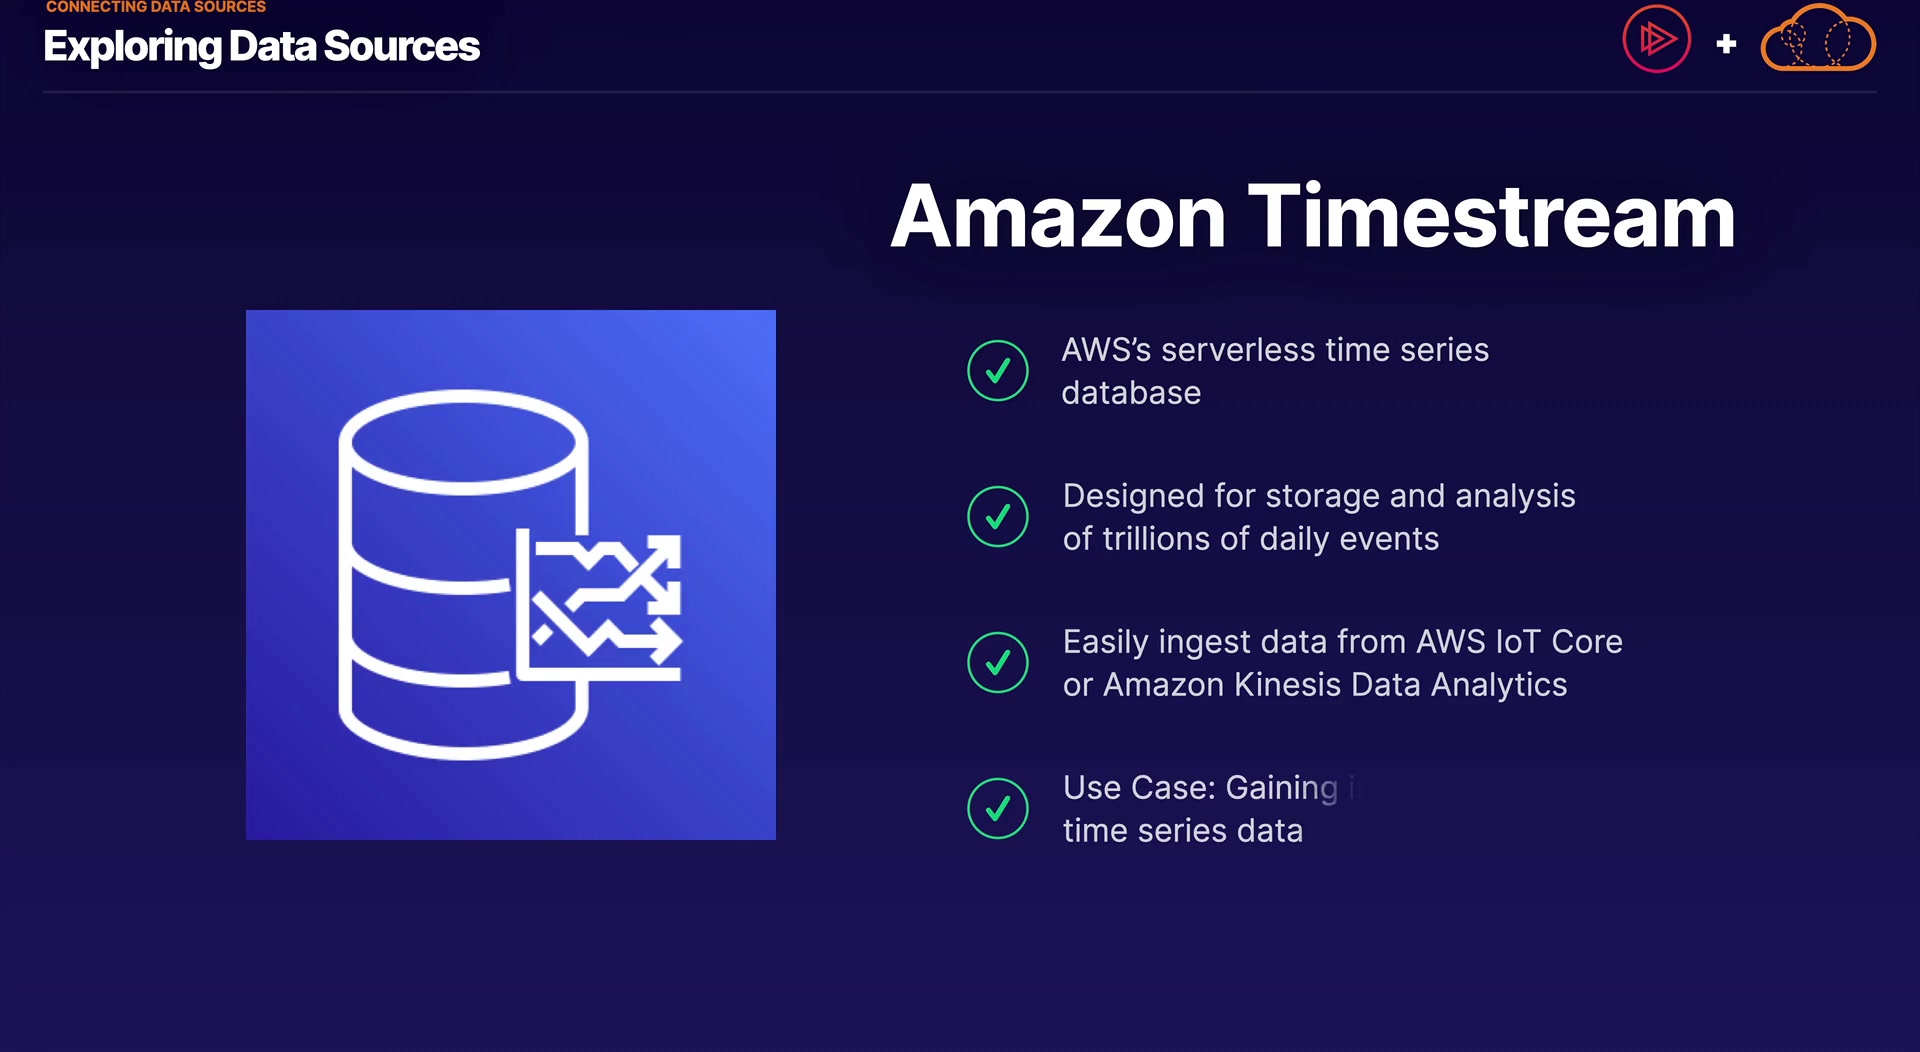 CONNECTING DATA SOURCES
Exploring Data Sources
Amazon Timestream
AWS’s serverless time series
database
Designed for storage and analysis
of trillions of daily events
Easily ingest data from AWS IoT Core
or Amazon Kinesis Data Analytics
Use Case: Gaining
time series data